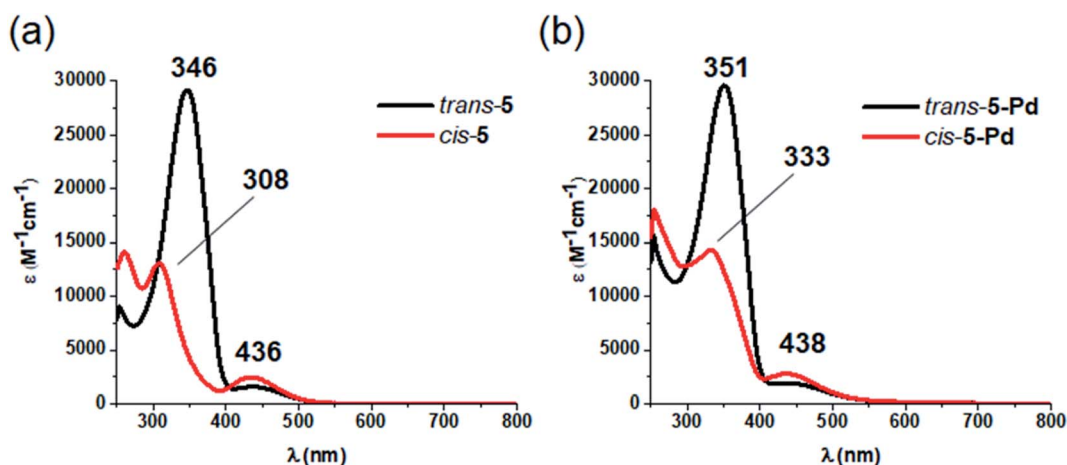 (a)
346
30000
25000
20000
15000
10000
5000
0
ε (M⁻¹cm⁻¹)
trans-5
cis-5
308
436
300 400 500 600 700 800
λ (nm)
(b)
351
30000
25000
20000
15000
10000
5000
0
ε (M⁻¹cm⁻¹)
trans-5-Pd
cis-5-Pd
333
438
300 400 500 600 700 800
λ (nm)